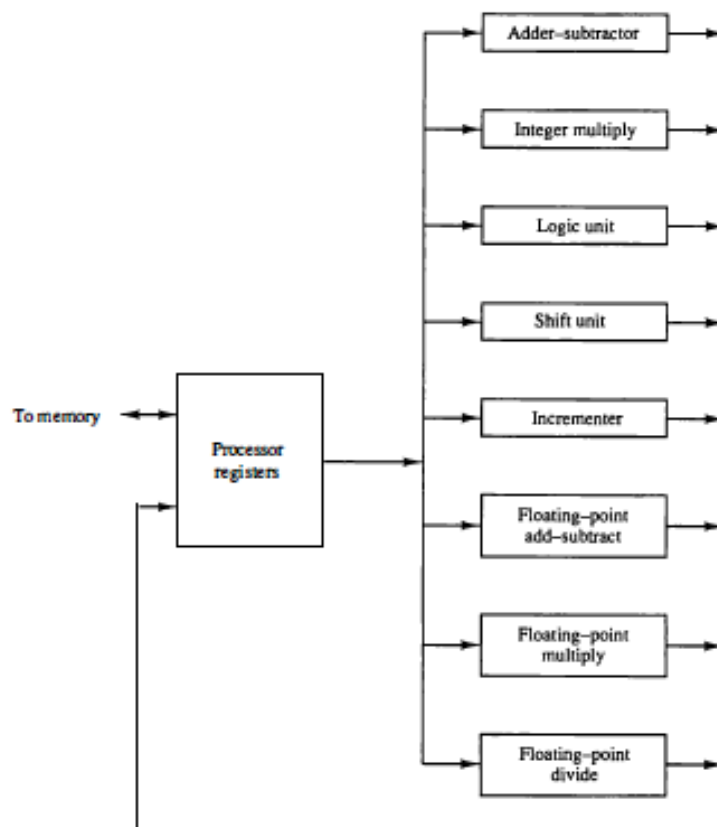 Adder–subtractor
Integer multiply
Logic unit
Shift unit
To memory
Processor
registers
Incrementer
Floating–point
add–subtract
Floating–point
multiply
Floating–point
divide